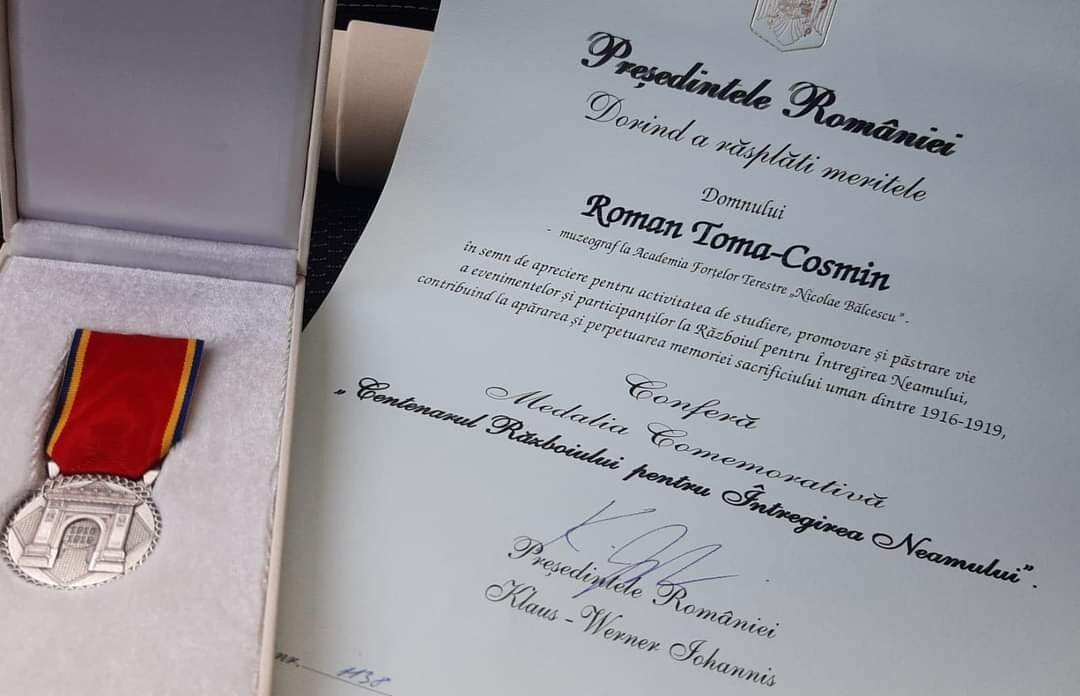 Președintele României
Dorind a răsplăti meritele
Domnului
Roman Toma-Cosmin
- muzeograf la Academia Forțelor Terestre „Nicolae Bălcescu” -
în semn de apreciere pentru activitatea de studiere, promovare și păstrare vie
a evenimentelor și participanților la Războiul pentru Întregirea Neamului,
contribuind la apărarea și perpetuarea memoriei sacrificiului uman dintre 1916-1919,
Conferă
Medalia Comemorativă
„Centenarul Războiului pentru Întregirea Neamului”.
Președintele României
Klaus - Werner Iohannis
nr. 1138